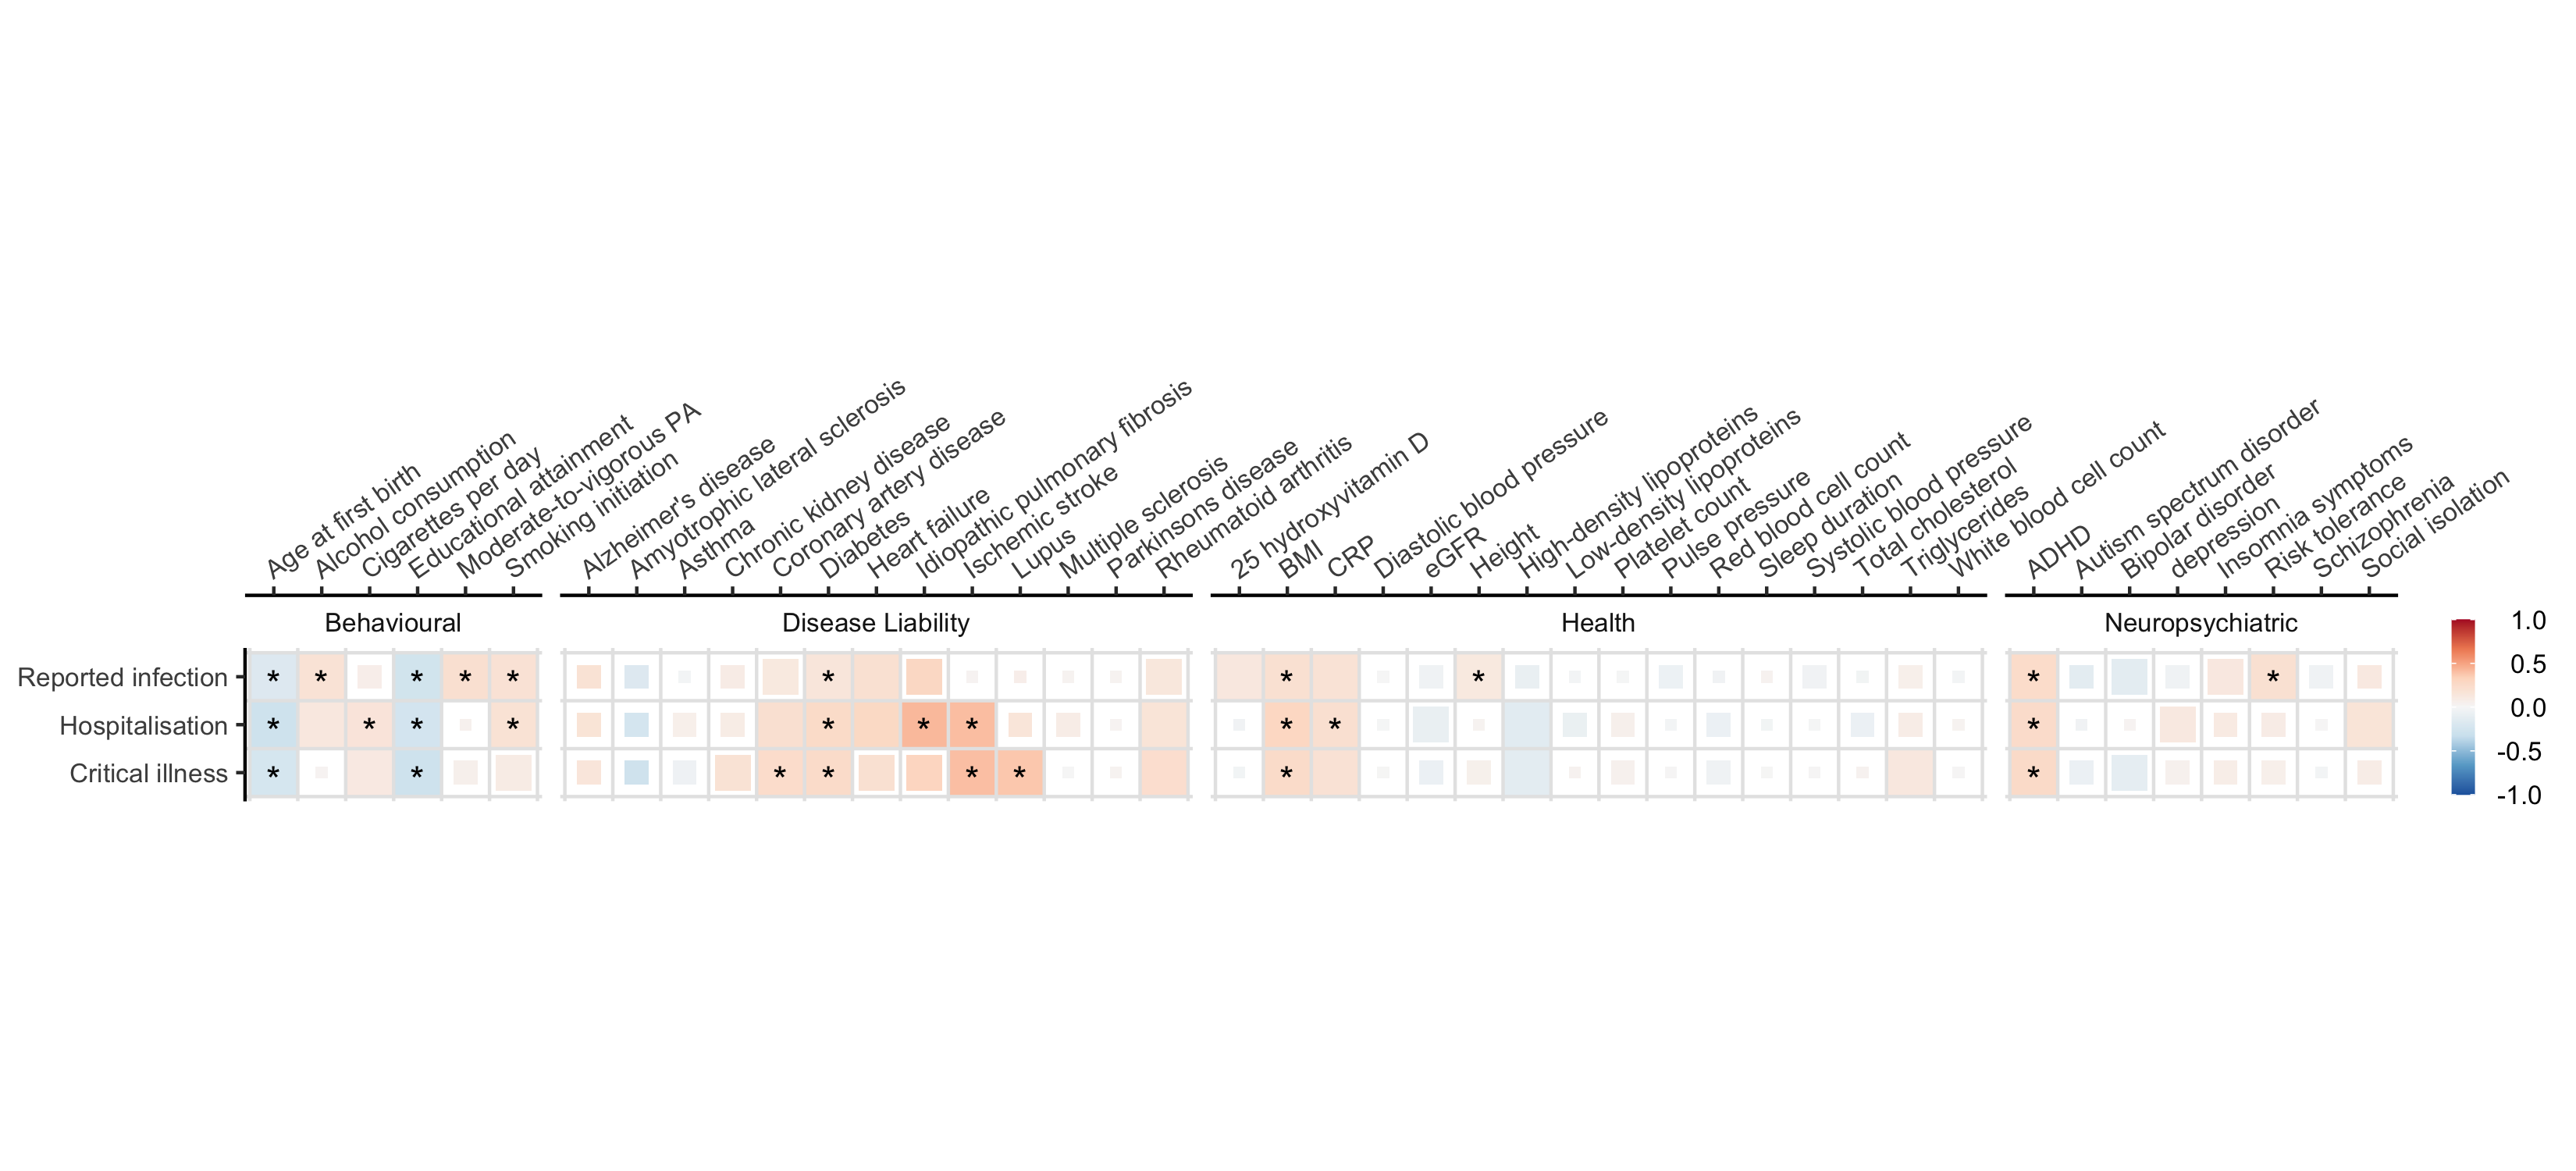 Age at first birth
Alcohol consumption
Cigarettes per day
Educational attainment
Moderate-to-vigorous PA
Smoking initiation
Alzheimer's disease
Amyotrophic lateral sclerosis
Asthma
Chronic kidney disease
Coronary artery disease
Diabetes
Heart failure
Idiopathic pulmonary fibrosis
Ischemic stroke
Lupus
Multiple sclerosis
Parkinsons disease
Rheumatoid arthritis
25 hydroxyvitamin D
BMI
CRP
Diastolic blood pressure
eGFR
Height
High-density lipoproteins
Low-density lipoproteins
Platelet count
Pulse pressure
Red blood cell count
Sleep duration
Systolic blood pressure
Total cholesterol
Triglycerides
White blood cell count
ADHD
Autism spectrum disorder
Bipolar disorder
depression
Insomnia symptoms
Risk tolerance
Schizophrenia
Social isolation
Behavioural
Disease Liability
Health
Neuropsychiatric
Reported infection * * * * * * * * * *
Hospitalisation * * * * * * * * * *
Critical illness * * * * * * * *
1.0
0.5
0.0
-0.5
-1.0